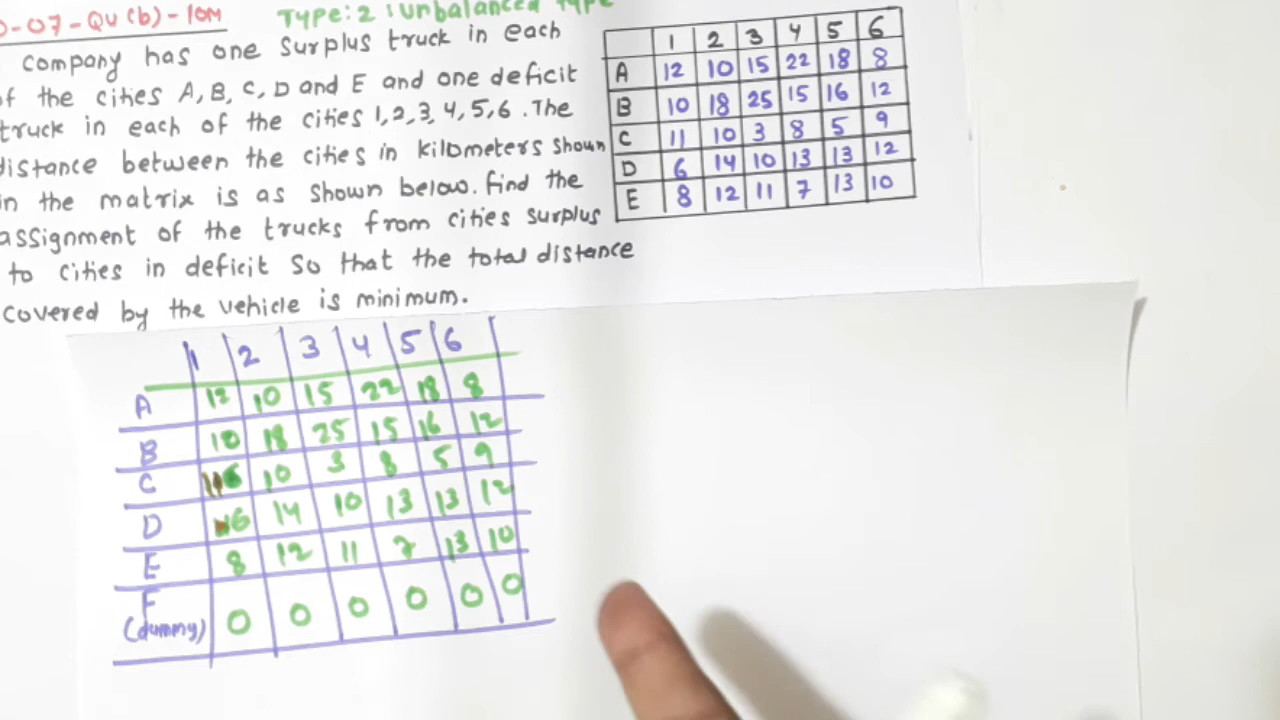 0-07-Qu(b)-10M Type:2 : Unbalanced Type
company has one surplus truck in each
of the cities A, B, C, D and E and one deficit
truck in each of the cities 1,2,3,4,5,6. The
distance between the cities in kilometers shown
in the matrix is as shown below. find the
assignment of the trucks from cities surplus
to cities in deficit so that the total distance
covered by the vehicle is minimum.
1 2 3 4 5 6
A 12 10 15 22 18 8
B 10 18 25 15 16 12
C 11 10 3 8 5 9
D 6 14 10 13 13 12
E 8 12 11 7 13 10
1 2 3 4 5 6
A 12 10 15 22 18 8
B 10 18 25 15 16 12
C 11 10 3 8 5 9
D 6 14 10 13 13 12
E 8 12 11 7 13 10
F 0 0 0 0 0 0
(dummy)